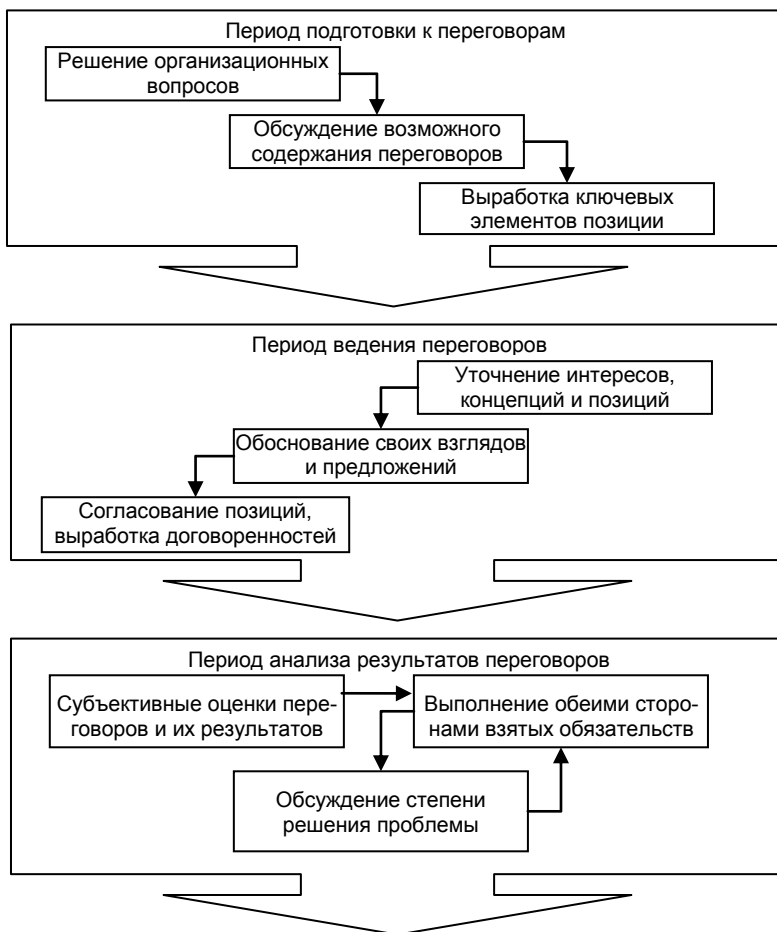 Период подготовки к переговорам
Решение организационных
вопросов
Обсуждение возможного
содержания переговоров
Выработка ключевых
элементов позиции
Период ведения переговоров
Уточнение интересов,
концепций и позиций
Обоснование своих взглядов
и предложений
Согласование позиций,
выработка договоренностей
Период анализа результатов переговоров
Субъективные оценки пере-
говоров и их результатов
Выполнение обеими сторо-
нами взятых обязательств
Обсуждение степени
решения проблемы